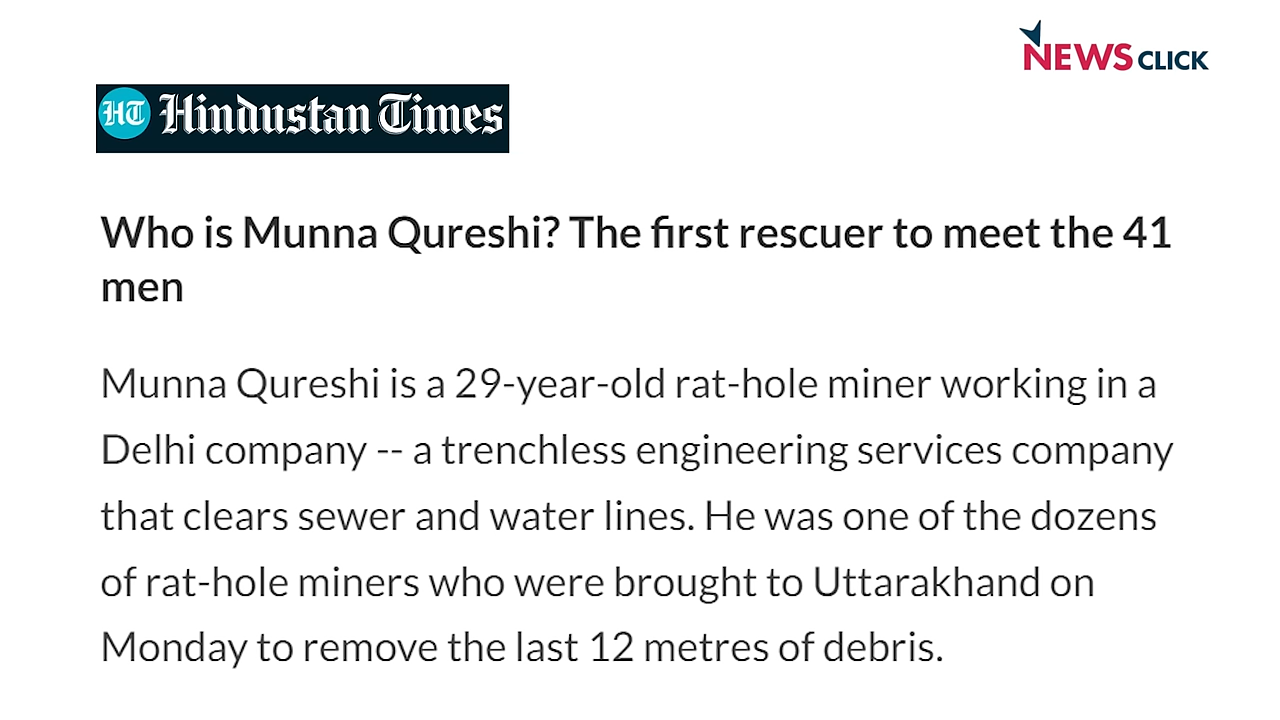 NEWSCLICK
HT Hindustan Times
Who is Munna Qureshi? The first rescuer to meet the 41
men
Munna Qureshi is a 29-year-old rat-hole miner working in a
Delhi company -- a trenchless engineering services company
that clears sewer and water lines. He was one of the dozens
of rat-hole miners who were brought to Uttarakhand on
Monday to remove the last 12 metres of debris.